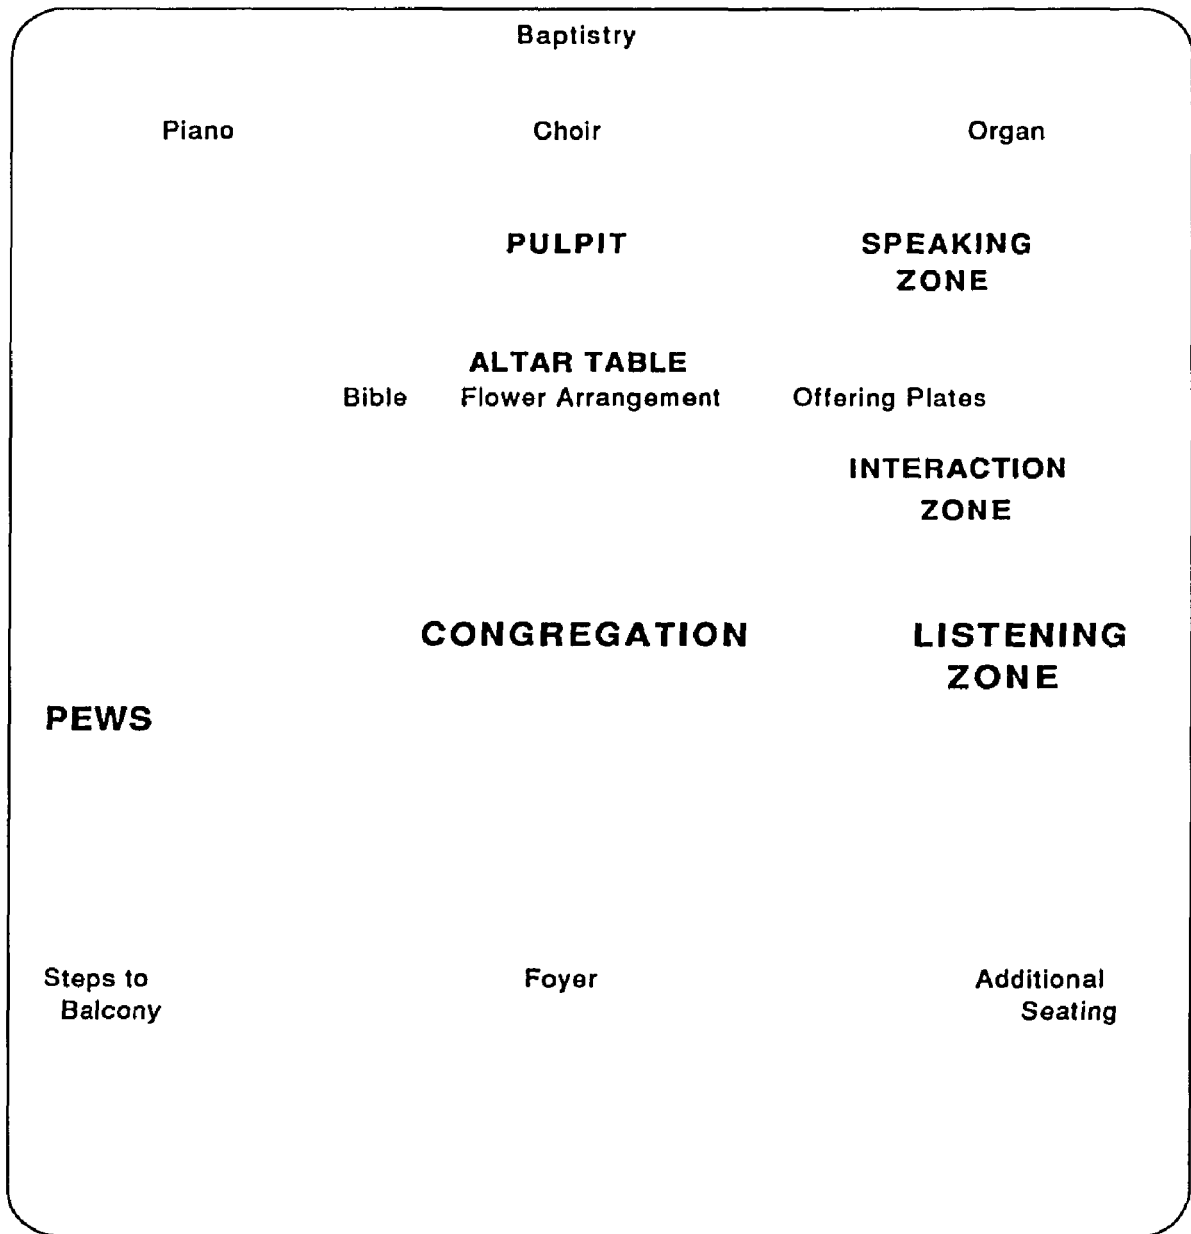 Baptistry
Piano Choir Organ
PULPIT SPEAKING
ZONE
ALTAR TABLE
Bible Flower Arrangement Offering Plates
INTERACTION
ZONE
CONGREGATION LISTENING
ZONE
PEWS
Steps to Foyer Additional
Balcony Seating